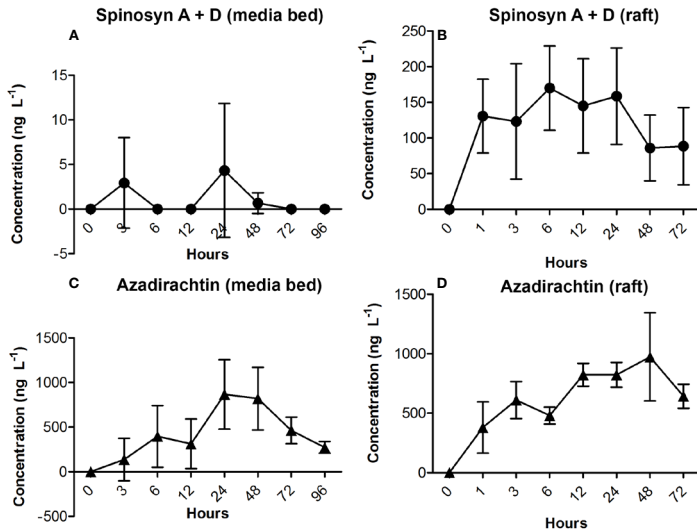 Spinosyn A + D (media bed)
A
Concentration (ng L⁻¹)
15
10
5
0
-5
0 3 6 12 24 48 72 96
Hours
Spinosyn A + D (raft)
B
Concentration (ng L⁻¹)
250
200
150
100
50
0
0 1 3 6 12 24 48 72
Hours
C
Azadirachtin (media bed)
Concentration (ng L⁻¹)
1500
1000
500
0
-500
0 3 6 12 24 48 72 96
Hours
D
Azadirachtin (raft)
Concentration (ng L⁻¹)
1500
1000
500
0
0 1 3 6 12 24 48 72
Hours